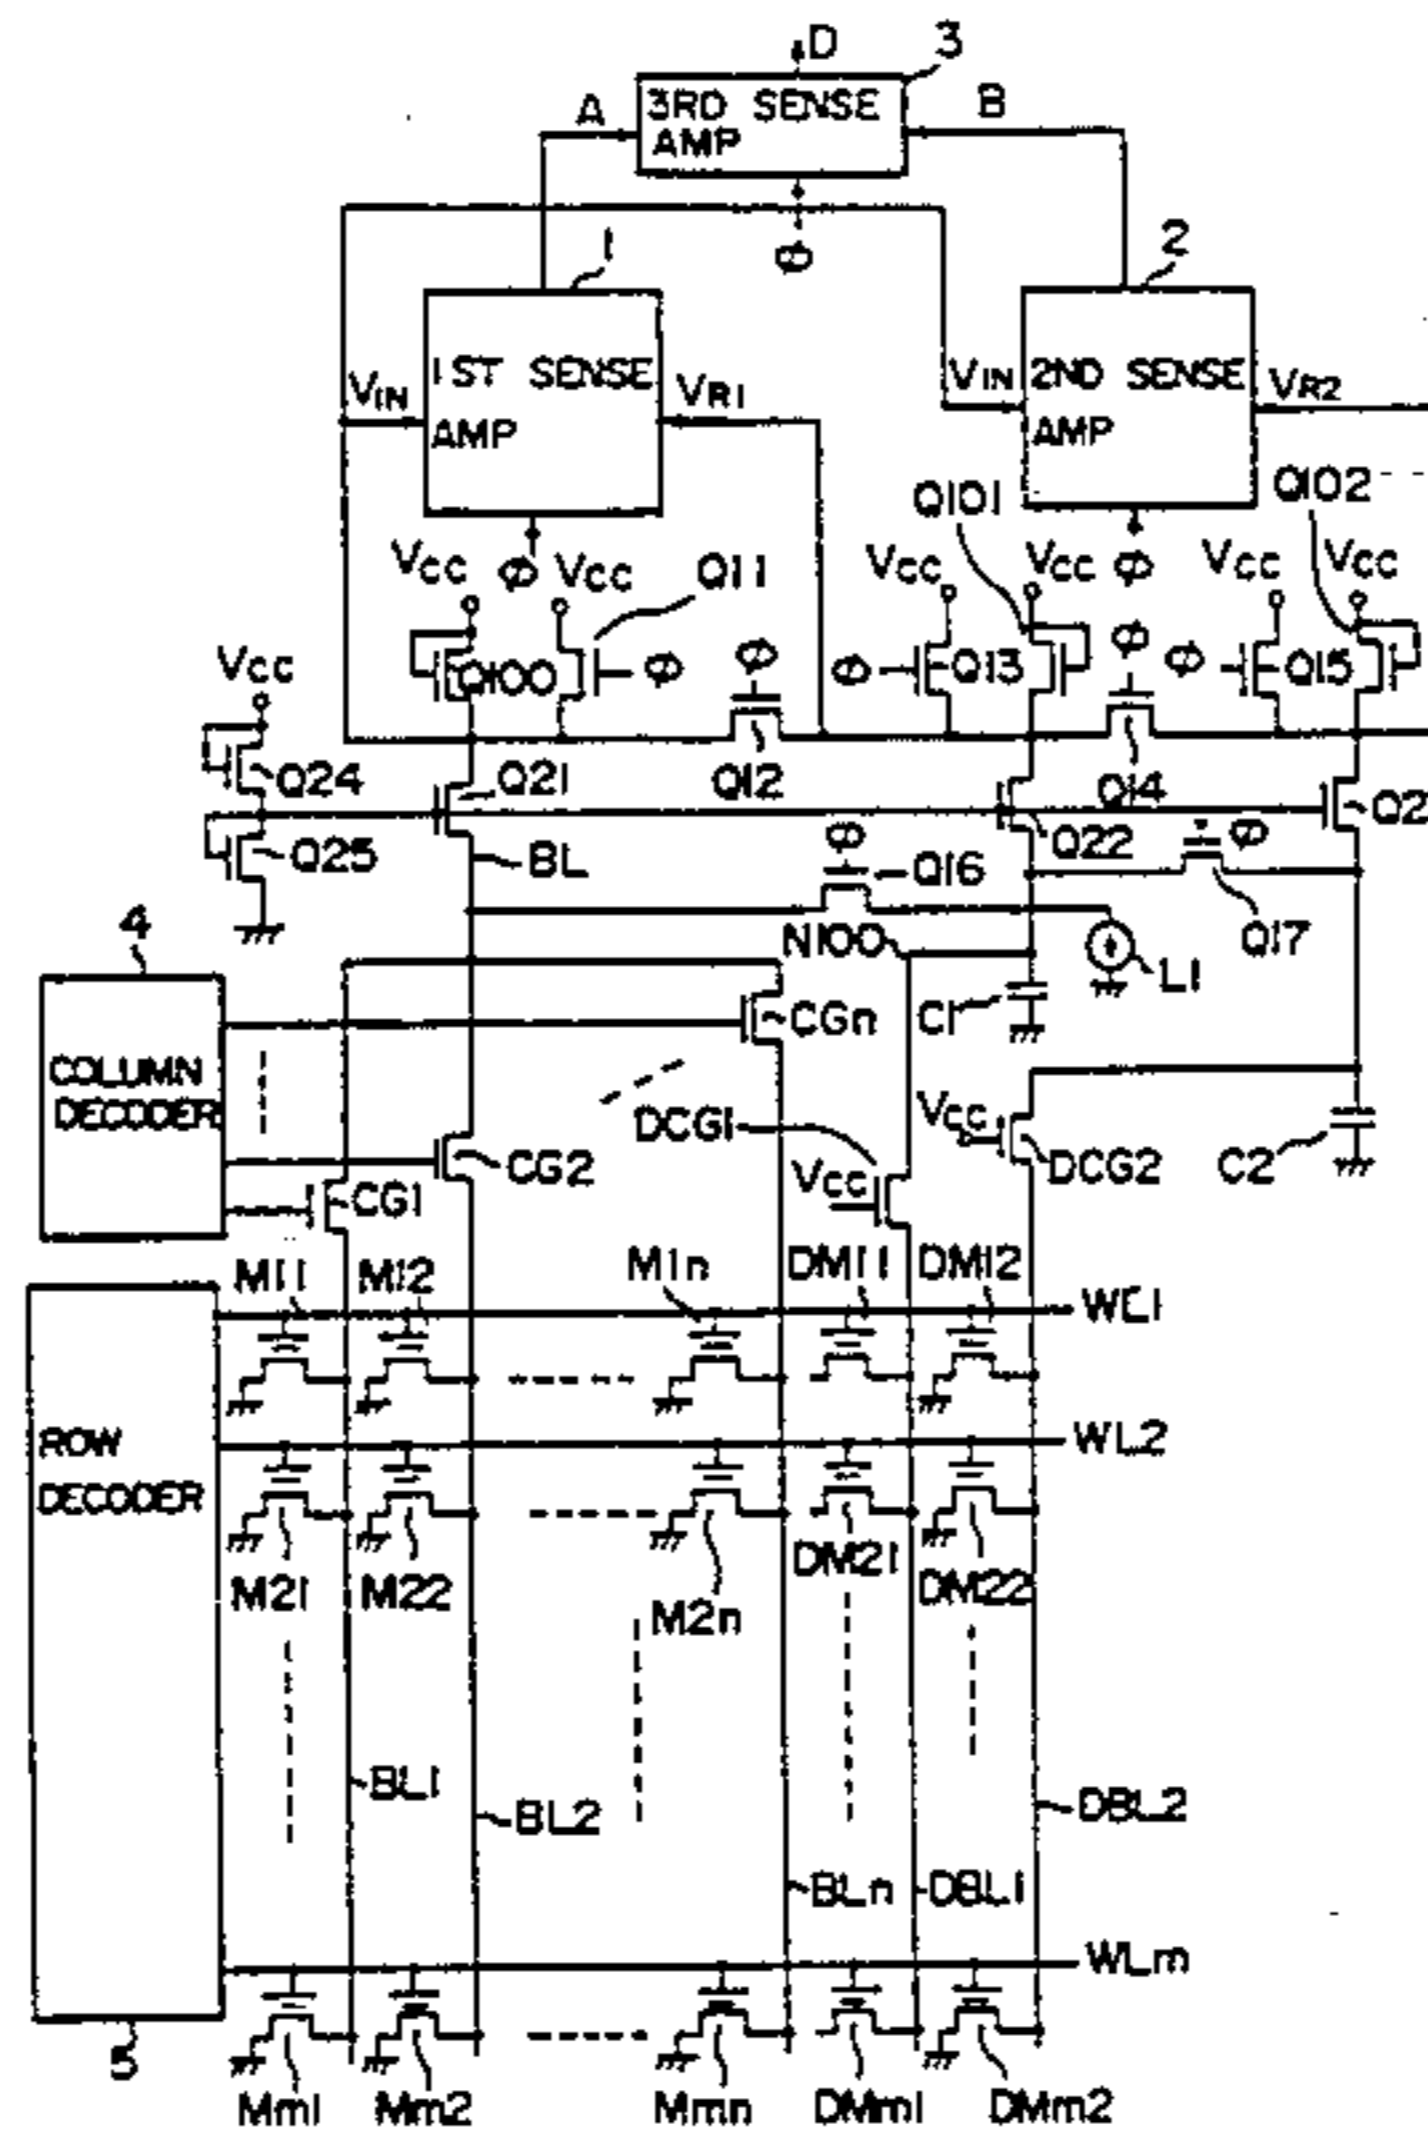 D
3
A
3RD SENSE
AMP
B
Φ
1
2
VIN
1ST SENSE
AMP
VR1
VIN
2ND SENSE
AMP
VR2
Q101
Q102
VCC
Φ
VCC
Q11
VCC
VCC
Φ
VCC
VCC
VCC
Q100
Φ
Φ
Φ
Q13
Φ
Φ
Q15
Q24
Q21
Q12
Q14
Q2
Q25
BL
Φ
Q16
Q22
Φ
Q17
4
N100
L1
CGn
C1
COLUMN
DECODER
DCG1
VCC
CG2
VCC
DCG2
C2
CG1
M11
M12
M1n
DM11
DM12
WL1
ROW
DECODER
WL2
M21
M22
M2n
DM21
DM22
BL1
BL2
DBL2
BLn
DBL1
WLm
5
Mm1
Mm2
Mmn
DMm1
DMm2